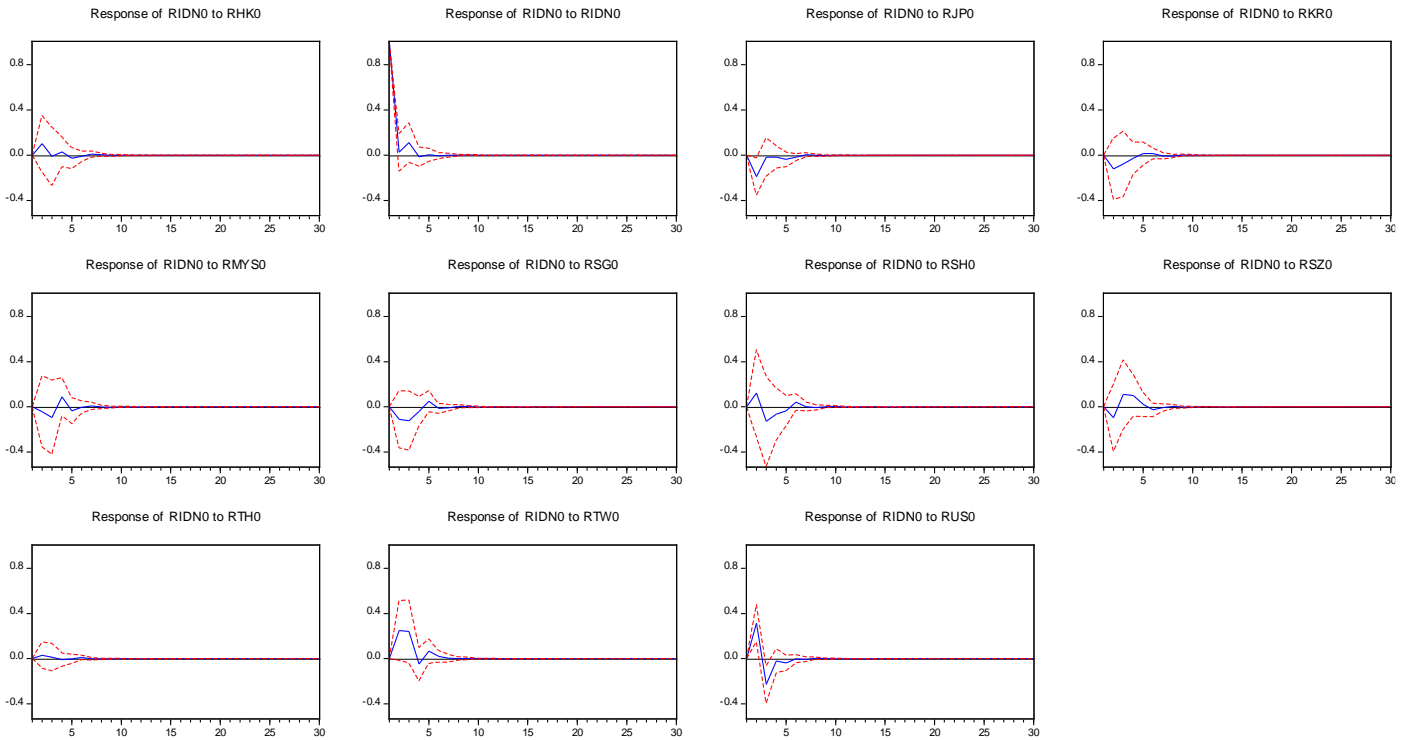 Response of RIDN0 to RHK0
Response of RIDN0 to RIDN0
Response of RIDN0 to RJP0
Response of RIDN0 to RKR0
0.8
0.4
0.0
-0.4
5 10 15 20 25 30
0.8
0.4
0.0
-0.4
5 10 15 20 25 30
0.8
0.4
0.0
-0.4
5 10 15 20 25 30
0.8
0.4
0.0
-0.4
5 10 15 20 25 30
Response of RIDN0 to RMYS0
Response of RIDN0 to RSG0
Response of RIDN0 to RSH0
Response of RIDN0 to RSZ0
0.8
0.4
0.0
-0.4
5 10 15 20 25 30
0.8
0.4
0.0
-0.4
5 10 15 20 25 30
0.8
0.4
0.0
-0.4
5 10 15 20 25 30
0.8
0.4
0.0
-0.4
5 10 15 20 25 30
Response of RIDN0 to RTH0
Response of RIDN0 to RTW0
Response of RIDN0 to RUS0
0.8
0.4
0.0
-0.4
5 10 15 20 25 30
0.8
0.4
0.0
-0.4
5 10 15 20 25 30
0.8
0.4
0.0
-0.4
5 10 15 20 25 30